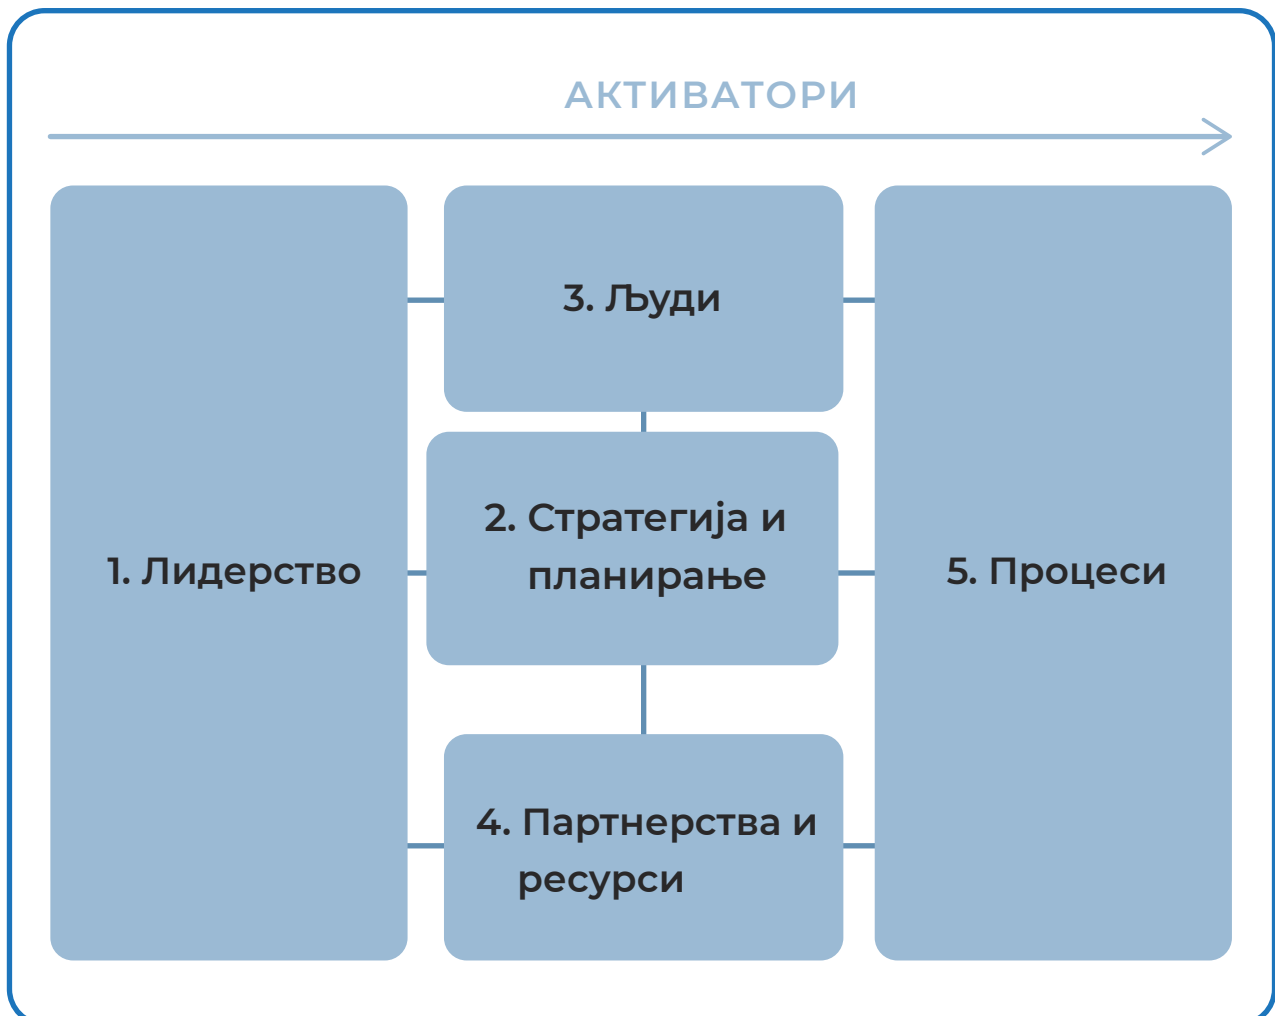 АКТИВАТОРИ
3. Људи
2. Стратегија и
планирање
1. Лидерство
5. Процеси
4. Партнерства и
ресурси